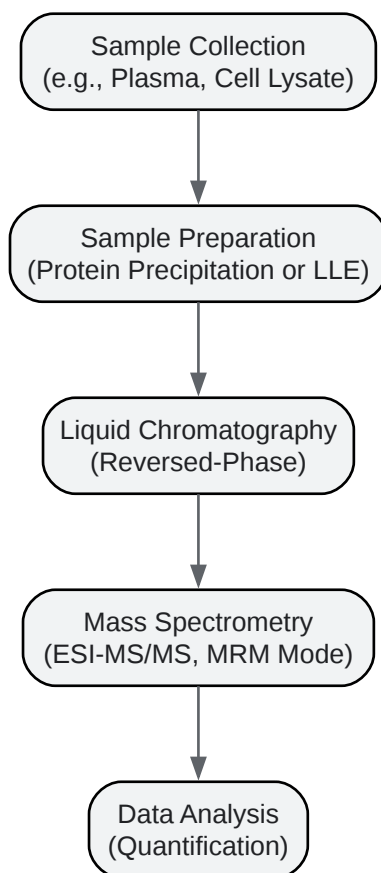 Sample Collection
(e.g., Plasma, Cell Lysate)
Sample Preparation
(Protein Precipitation or LLE)
Liquid Chromatography
(Reversed-Phase)
Mass Spectrometry
(ESI-MS/MS, MRM Mode)
Data Analysis
(Quantification)